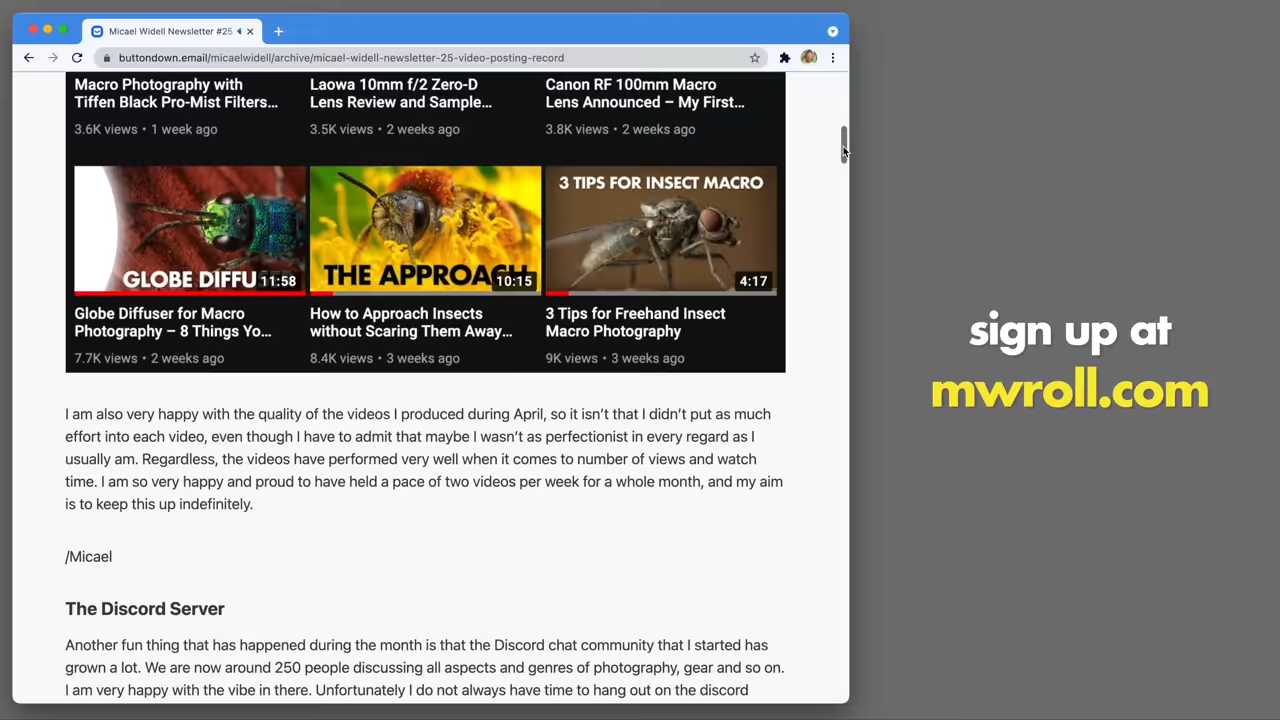 Micael Widell Newsletter #25
buttondown.email/micaelwidell/archive/micael-widell-newsletter-25-video-posting-record
Macro Photography with
Tiffen Black Pro-Mist Filters...
3.6K views • 1 week ago
Laowa 10mm f/2 Zero-D
Lens Review and Sample...
3.5K views • 2 weeks ago
Canon RF 100mm Macro
Lens Announced – My First...
3.8K views • 2 weeks ago
GLOBE DIFFU
11:58
Globe Diffuser for Macro
Photography – 8 Things Yo...
7.7K views • 2 weeks ago
THE APPROACH
10:15
How to Approach Insects
without Scaring Them Away...
8.4K views • 3 weeks ago
3 TIPS FOR INSECT MACRO
4:17
3 Tips for Freehand Insect
Macro Photography
9K views • 3 weeks ago
I am also very happy with the quality of the videos I produced during April, so it isn't that I didn't put as much
effort into each video, even though I have to admit that maybe I wasn't as perfectionist in every regard as I
usually am. Regardless, the videos have performed very well when it comes to number of views and watch
time. I am so very happy and proud to have held a pace of two videos per week for a whole month, and my aim
is to keep this up indefinitely.
/Micael
The Discord Server
Another fun thing that has happened during the month is that the Discord chat community that I started has
grown a lot. We are now around 250 people discussing all aspects and genres of photography, gear and so on.
I am very happy with the vibe in there. Unfortunately I do not always have time to hang out on the discord
sign up at
mwroll.com